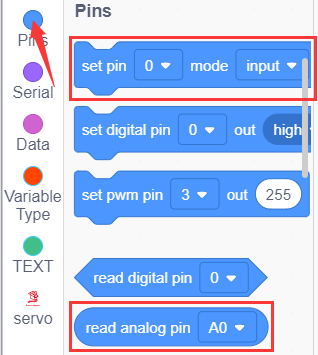 Pins
Serial
Data
Variable
Type
TEXT
servo
Pins
set pin 0 mode input
set digital pin 0 out high
set pwm pin 3 out 255
read digital pin 0
read analog pin A0